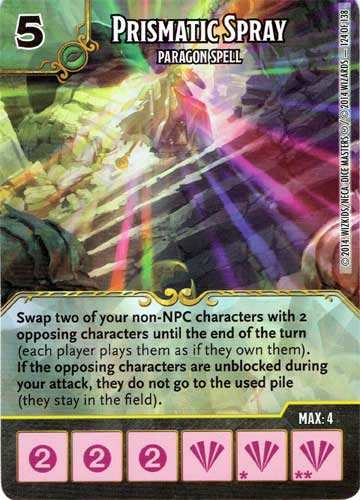 5
PRISMATIC SPRAY
PARAGON SPELL
© 2014 WIZKIDS/NECA. DICE MASTERS ©/© 2014 WIZARDS — 124 OF 138
Swap two of your non-NPC characters with 2
opposing characters until the end of the turn
(each player plays them as if they own them).
If the opposing characters are unblocked during
your attack, they do not go to the used pile
(they stay in the field).
MAX: 4
2 2 2 * **